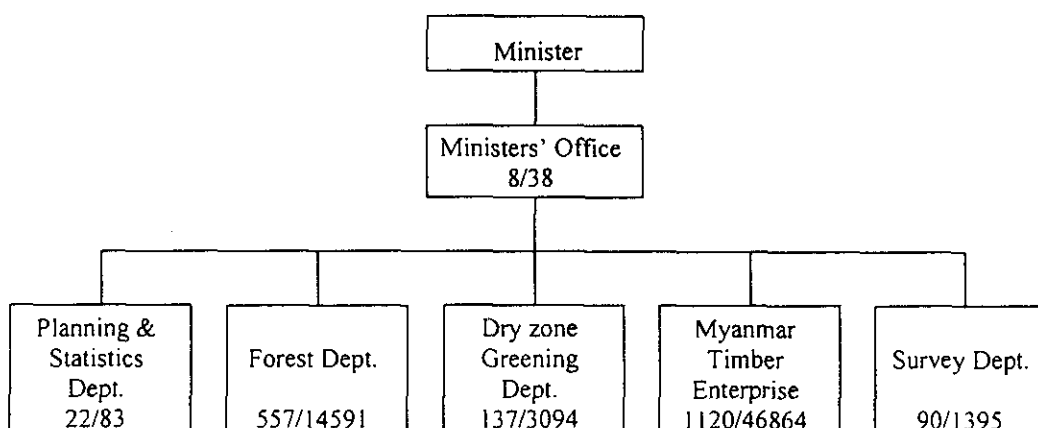 Minister
Ministers' Office
8/38
Planning &
Statistics
Dept.
22/83
Forest Dept.
557/14591
Dry zone
Greening
Dept.
137/3094
Myanmar
Timber
Enterprise
1120/46864
Survey Dept.
90/1395